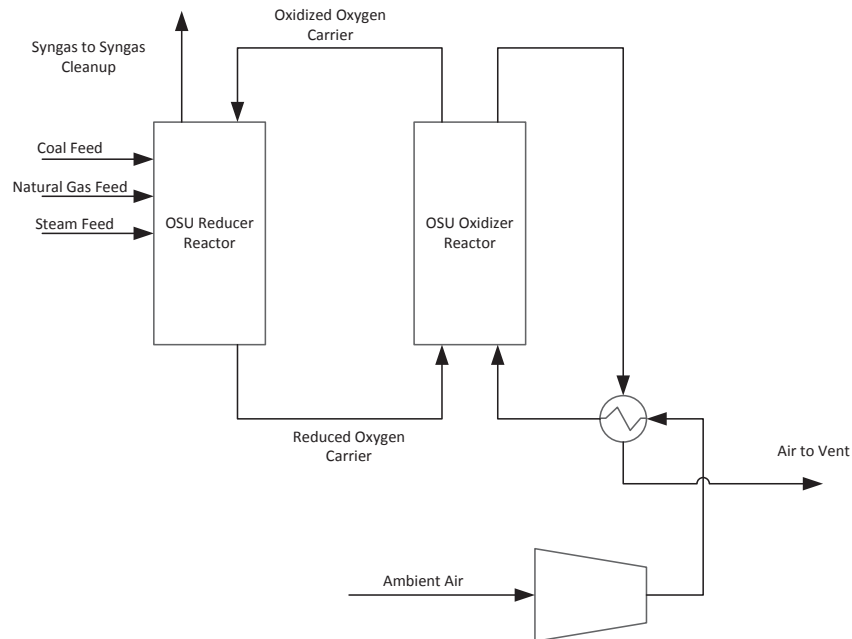 Oxidized Oxygen
Carrier
Syngas to Syngas
Cleanup
Coal Feed
Natural Gas Feed
Steam Feed
OSU Reducer
Reactor
OSU Oxidizer
Reactor
Reduced Oxygen
Carrier
Air to Vent
Ambient Air